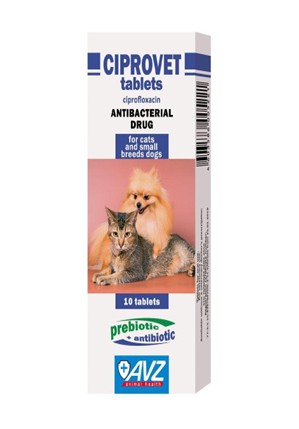 CIPROVET
tablets
ciprofloxacin
ANTIBACTERIAL
DRUG
for cats
and small
breeds dogs
10 tablets
prebiotic
+ antibiotic
AVZ
animal health